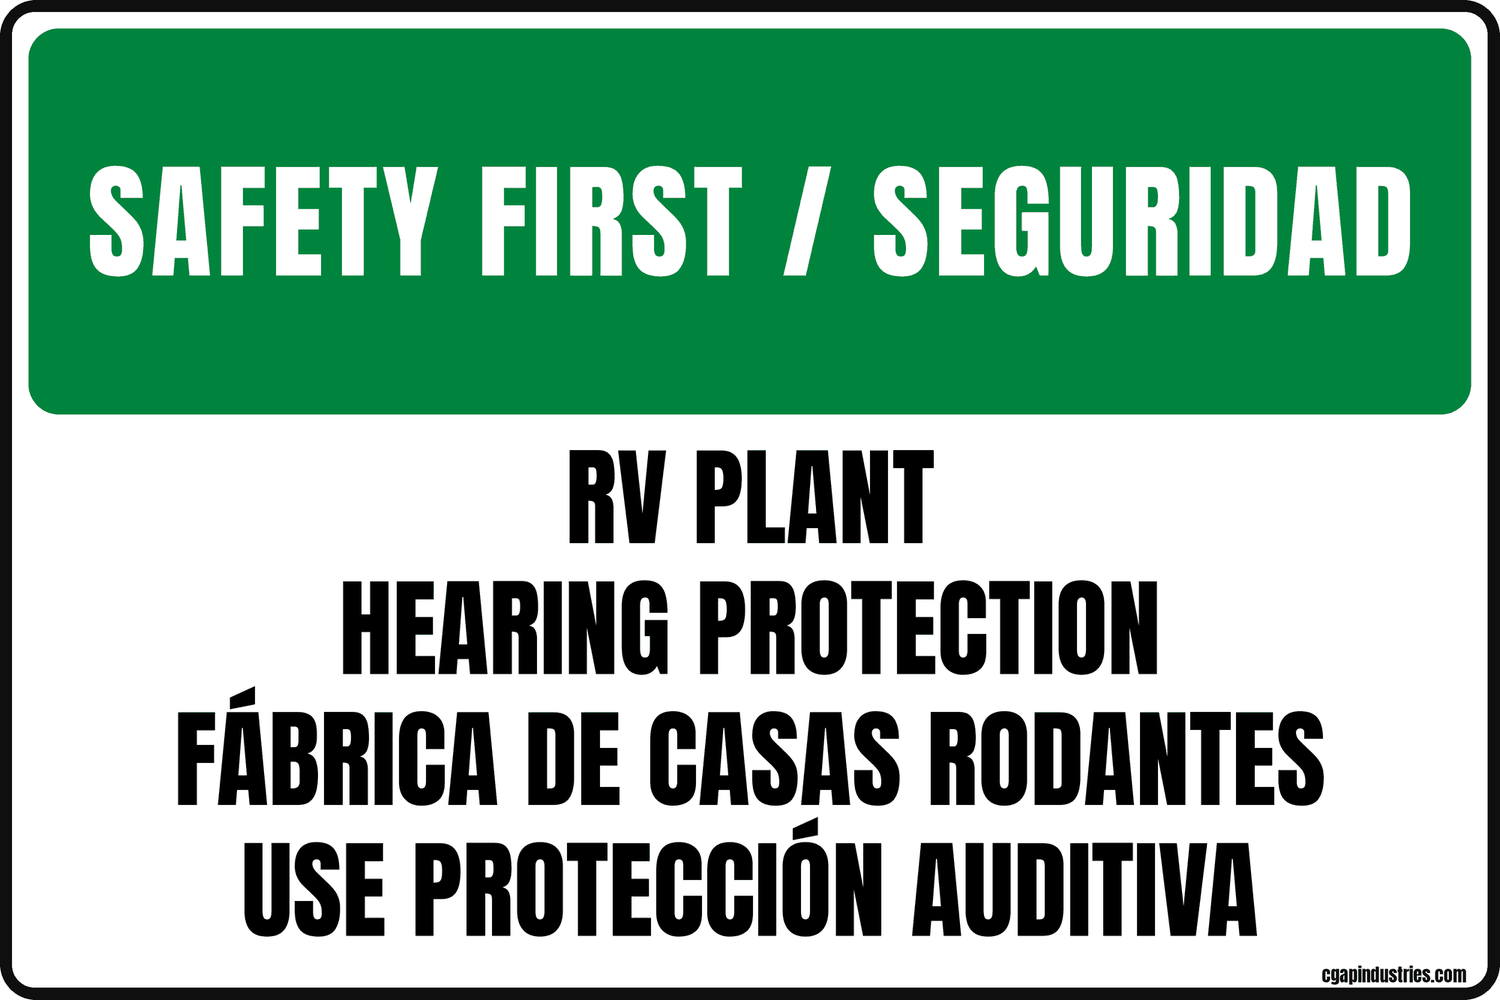 SAFETY FIRST / SEGURIDAD
RV PLANT
HEARING PROTECTION
FÁBRICA DE CASAS RODANTES
USE PROTECCIÓN AUDITIVA
cgapindustries.com